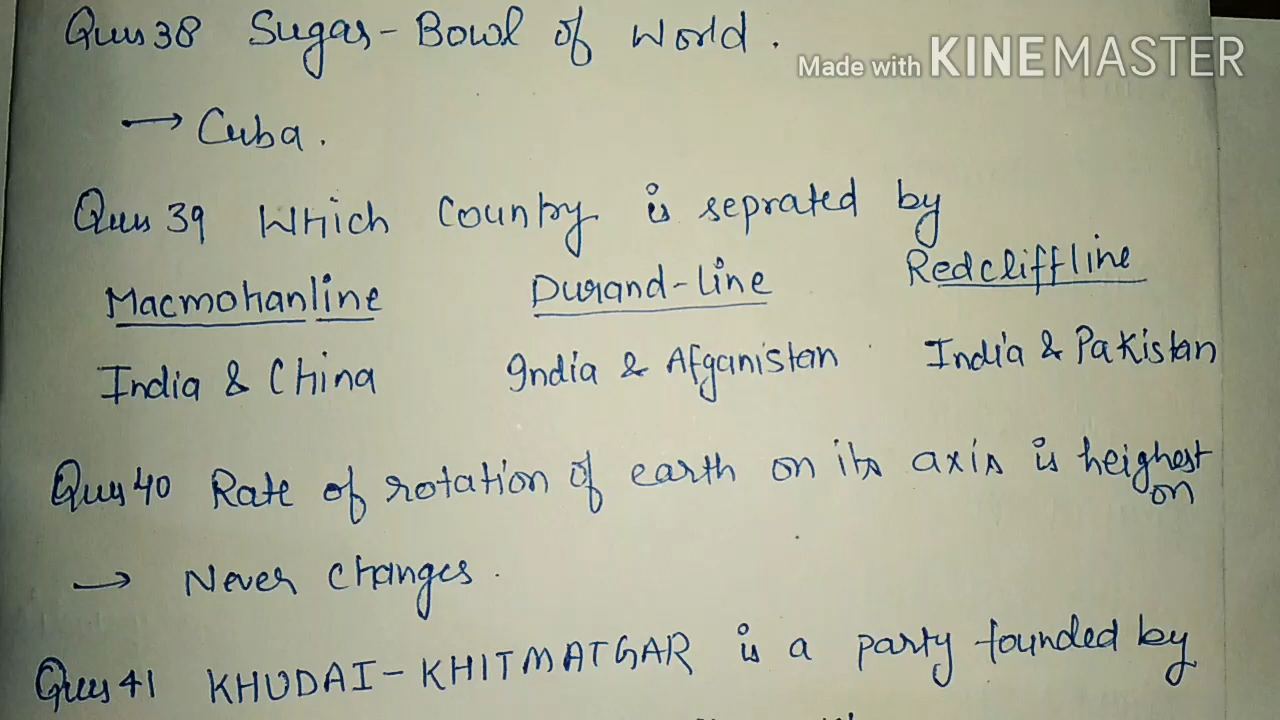 Ques 38 Sugar-Bowl of World.
Made with KINEMASTER
→ Cuba.
Ques 39 Which Country is seprated by
Macmohanline Durand-line Redcliffline
India & China India & Afganistan India & Pakistan
Ques 40 Rate of rotation of earth on its axis is heighest
on
→ Never changes.
Ques 41 KHUDAI-KHITMATGAR is a party founded by